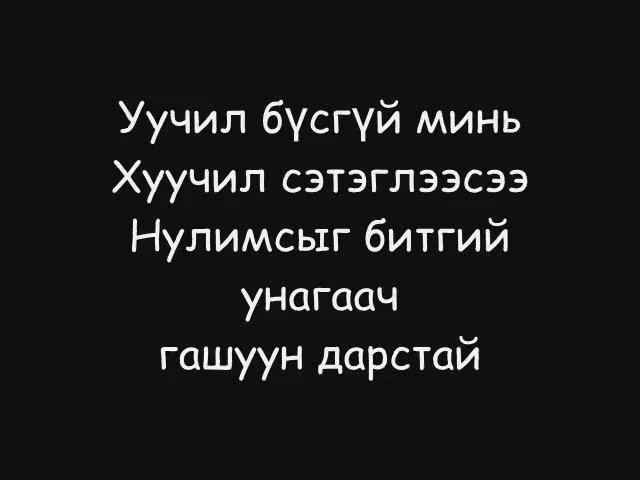 Уучил бүсгүй минь
Хуучил сэтэглээсээ
Нулимсыг битгий
унагаач
гашуун дарстай